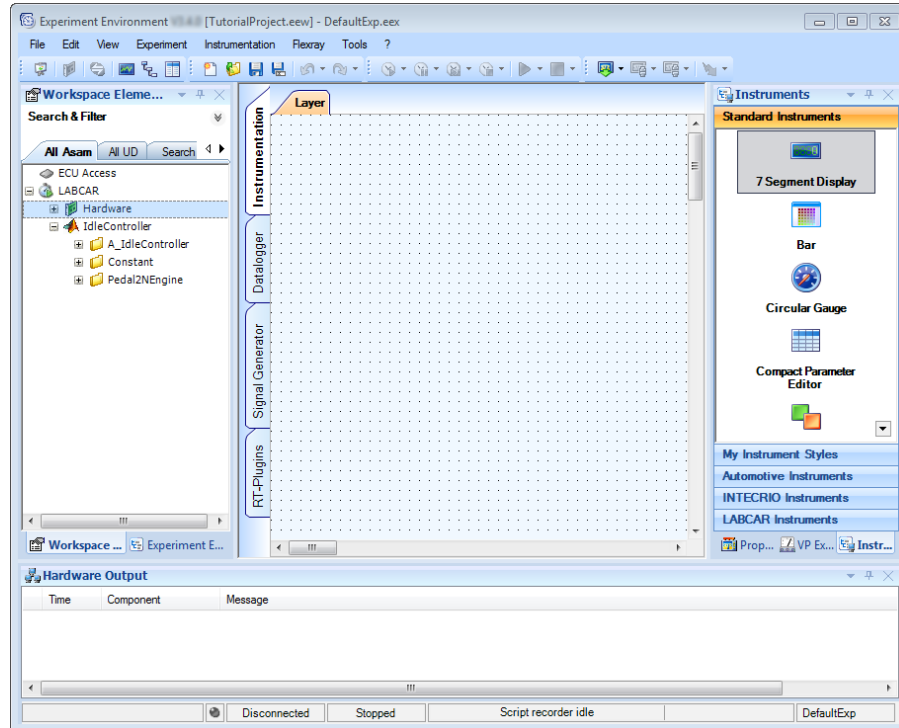 Experiment Environment [TutorialProject.eew] - DefaultExp.eex
File Edit View Experiment Instrumentation Flexray Tools ?
Workspace Eleme...
Search & Filter
All Asam All UD Search
ECU Access
LABCAR
Hardware
IdleController
A_IdleController
Constant
Pedal2NEngine
Workspace ... Experiment E...
Layer
Instrumentation
Datalogger
Signal Generator
RT-Plugins
Instruments
Standard Instruments
7 Segment Display
Bar
Circular Gauge
Compact Parameter
Editor
My Instrument Styles
Automotive Instruments
INTECRIO Instruments
LABCAR Instruments
Prop... VP Ex... Instr...
Hardware Output
Time Component Message
Disconnected Stopped Script recorder idle DefaultExp